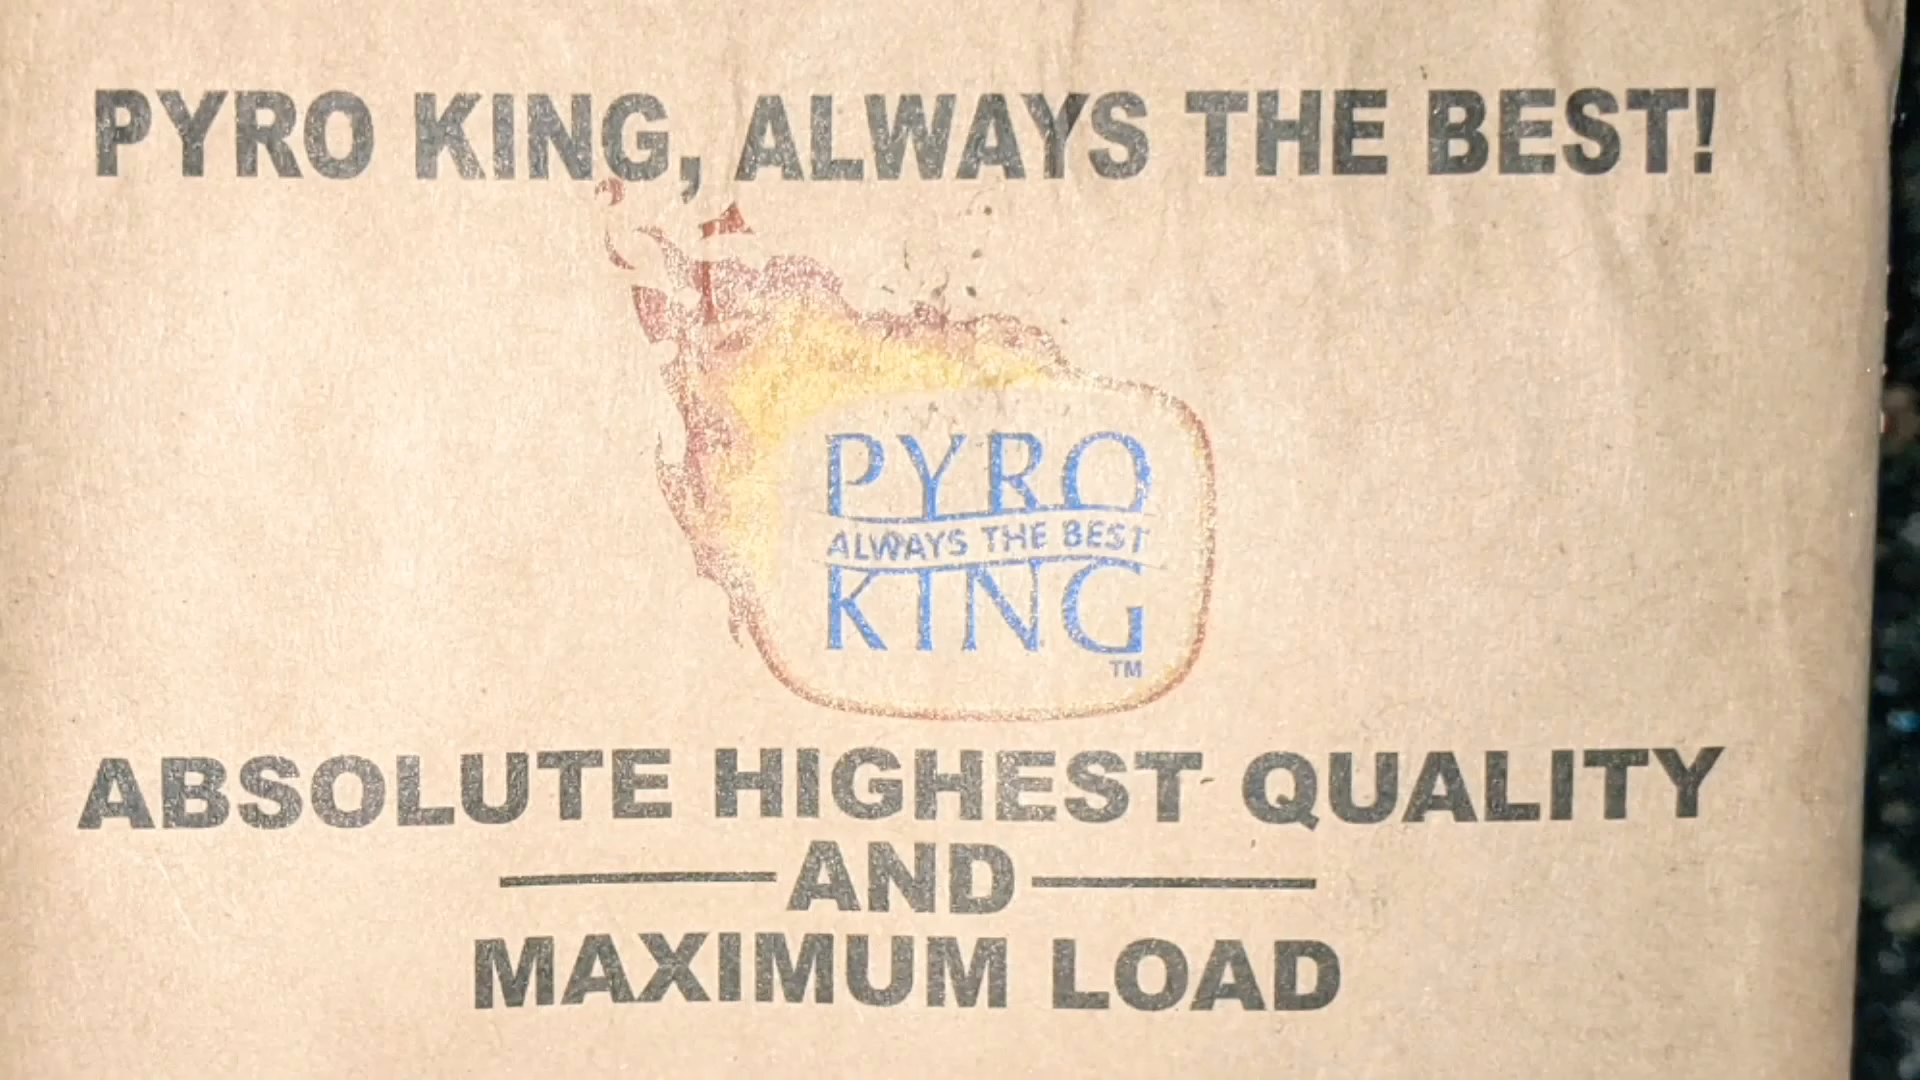 PYRO KING, ALWAYS THE BEST!
PYRO
ALWAYS THE BEST
KING
TM
ABSOLUTE HIGHEST QUALITY
AND
MAXIMUM LOAD